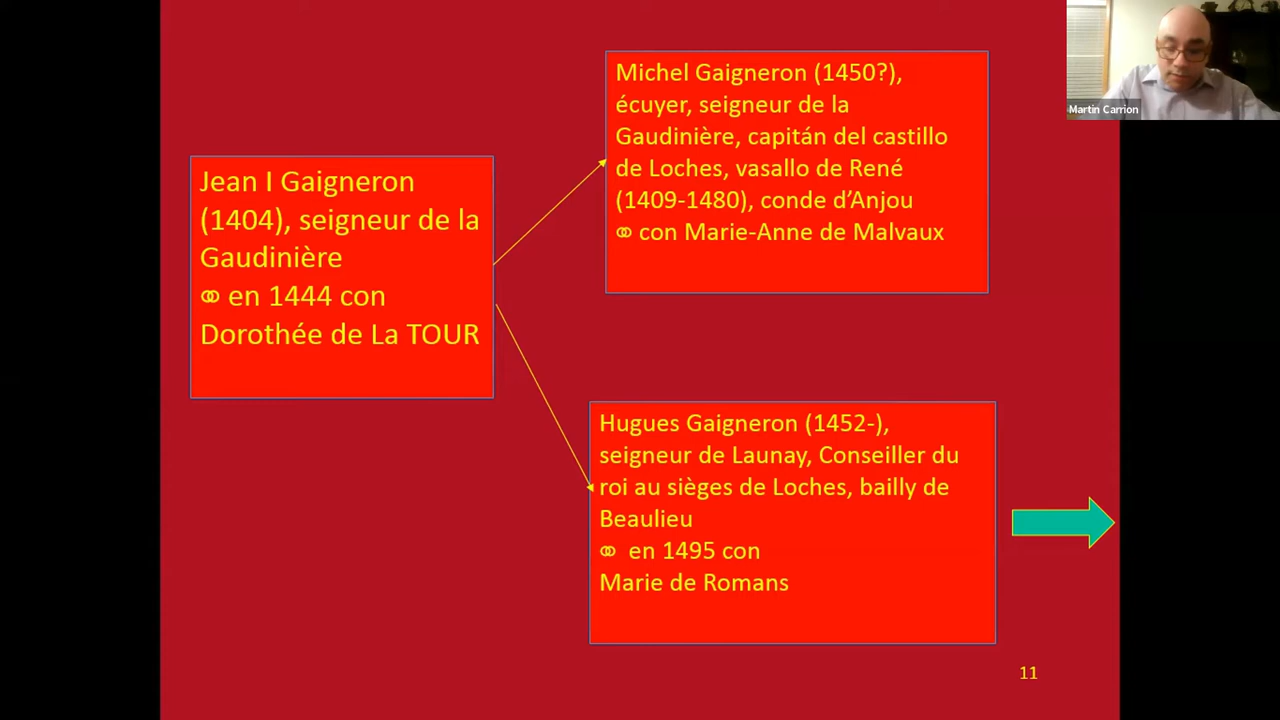 Jean I Gaigneron
(1404), seigneur de la
Gaudinière
⚭ en 1444 con
Dorothée de La TOUR
Michel Gaigneron (1450?),
écuyer, seigneur de la
Gaudinière, capitán del castillo
de Loches, vasallo de René
(1409-1480), conde d’Anjou
⚭ con Marie-Anne de Malvaux
Hugues Gaigneron (1452-),
seigneur de Launay, Conseiller du
roi au sièges de Loches, bailly de
Beaulieu
⚭ en 1495 con
Marie de Romans
11
Martin Carrion